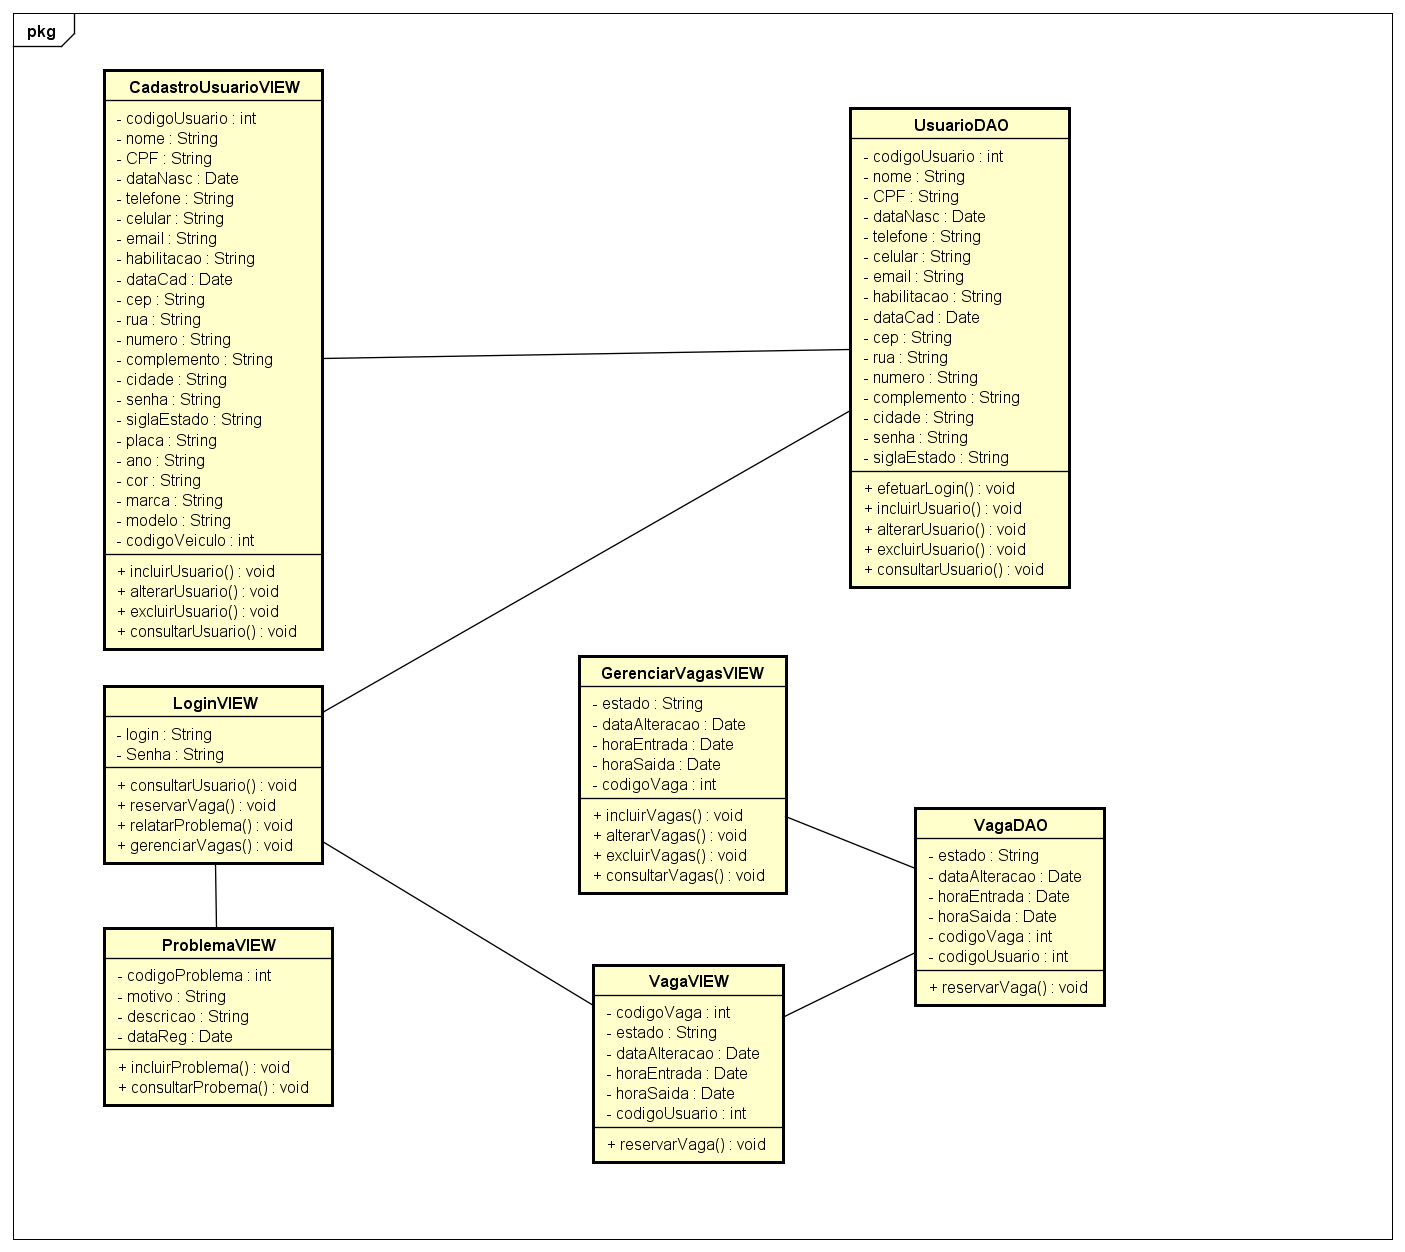 pkg
CadastroUsuarioVIEW
- codigoUsuario : int
- nome : String
- CPF : String
- dataNasc : Date
- telefone : String
- celular : String
- email : String
- habilitacao : String
- dataCad : Date
- cep : String
- rua : String
- numero : String
- complemento : String
- cidade : String
- senha : String
- siglaEstado : String
- placa : String
- ano : String
- cor : String
- marca : String
- modelo : String
- codigoVeiculo : int
+ incluirUsuario() : void
+ alterarUsuario() : void
+ excluirUsuario() : void
+ consultarUsuario() : void
UsuarioDAO
- codigoUsuario : int
- nome : String
- CPF : String
- dataNasc : Date
- telefone : String
- celular : String
- email : String
- habilitacao : String
- dataCad : Date
- cep : String
- rua : String
- numero : String
- complemento : String
- cidade : String
- senha : String
- siglaEstado : String
+ efetuarLogin() : void
+ incluirUsuario() : void
+ alterarUsuario() : void
+ excluirUsuario() : void
+ consultarUsuario() : void
LoginVIEW
- login : String
- Senha : String
+ consultarUsuario() : void
+ reservarVaga() : void
+ relatarProblema() : void
+ gerenciarVagas() : void
GerenciarVagasVIEW
- estado : String
- dataAlteracao : Date
- horaEntrada : Date
- horaSaida : Date
- codigoVaga : int
+ incluirVagas() : void
+ alterarVagas() : void
+ excluirVagas() : void
+ consultarVagas() : void
VagaDAO
- estado : String
- dataAlteracao : Date
- horaEntrada : Date
- horaSaida : Date
- codigoVaga : int
- codigoUsuario : int
+ reservarVaga() : void
ProblemaVIEW
- codigoProblema : int
- motivo : String
- descricao : String
- dataReg : Date
+ incluirProblema() : void
+ consultarProbema() : void
VagaVIEW
- codigoVaga : int
- estado : String
- dataAlteracao : Date
- horaEntrada : Date
- horaSaida : Date
- codigoUsuario : int
+ reservarVaga() : void